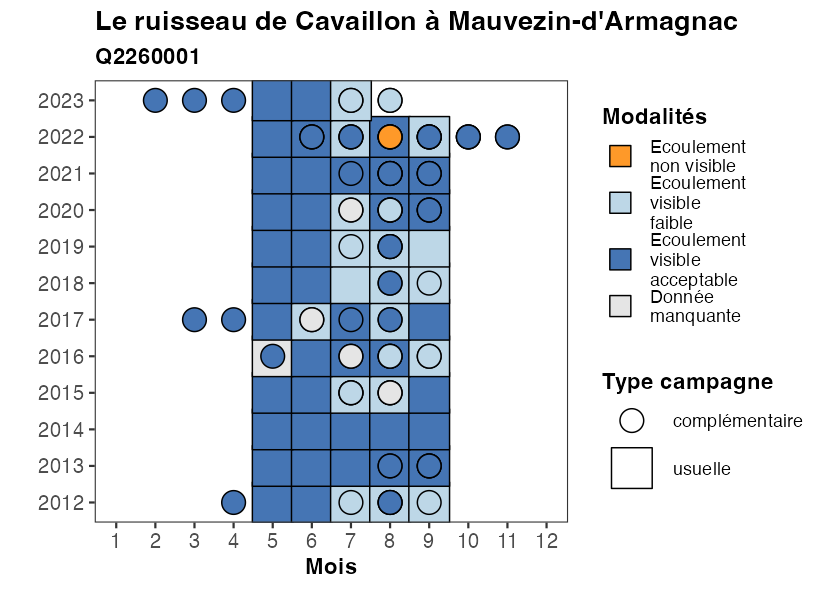 Le ruisseau de Cavaillon à Mauvezin-d'Armagnac
Q2260001
2023
2022
2021
2020
2019
2018
2017
2016
2015
2014
2013
2012
1 2 3 4 5 6 7 8 9 10 11 12
Mois
Modalités
Ecoulement
non visible
Ecoulement
visible
faible
Ecoulement
visible
acceptable
Donnée
manquante
Type campagne
complémentaire
usuelle